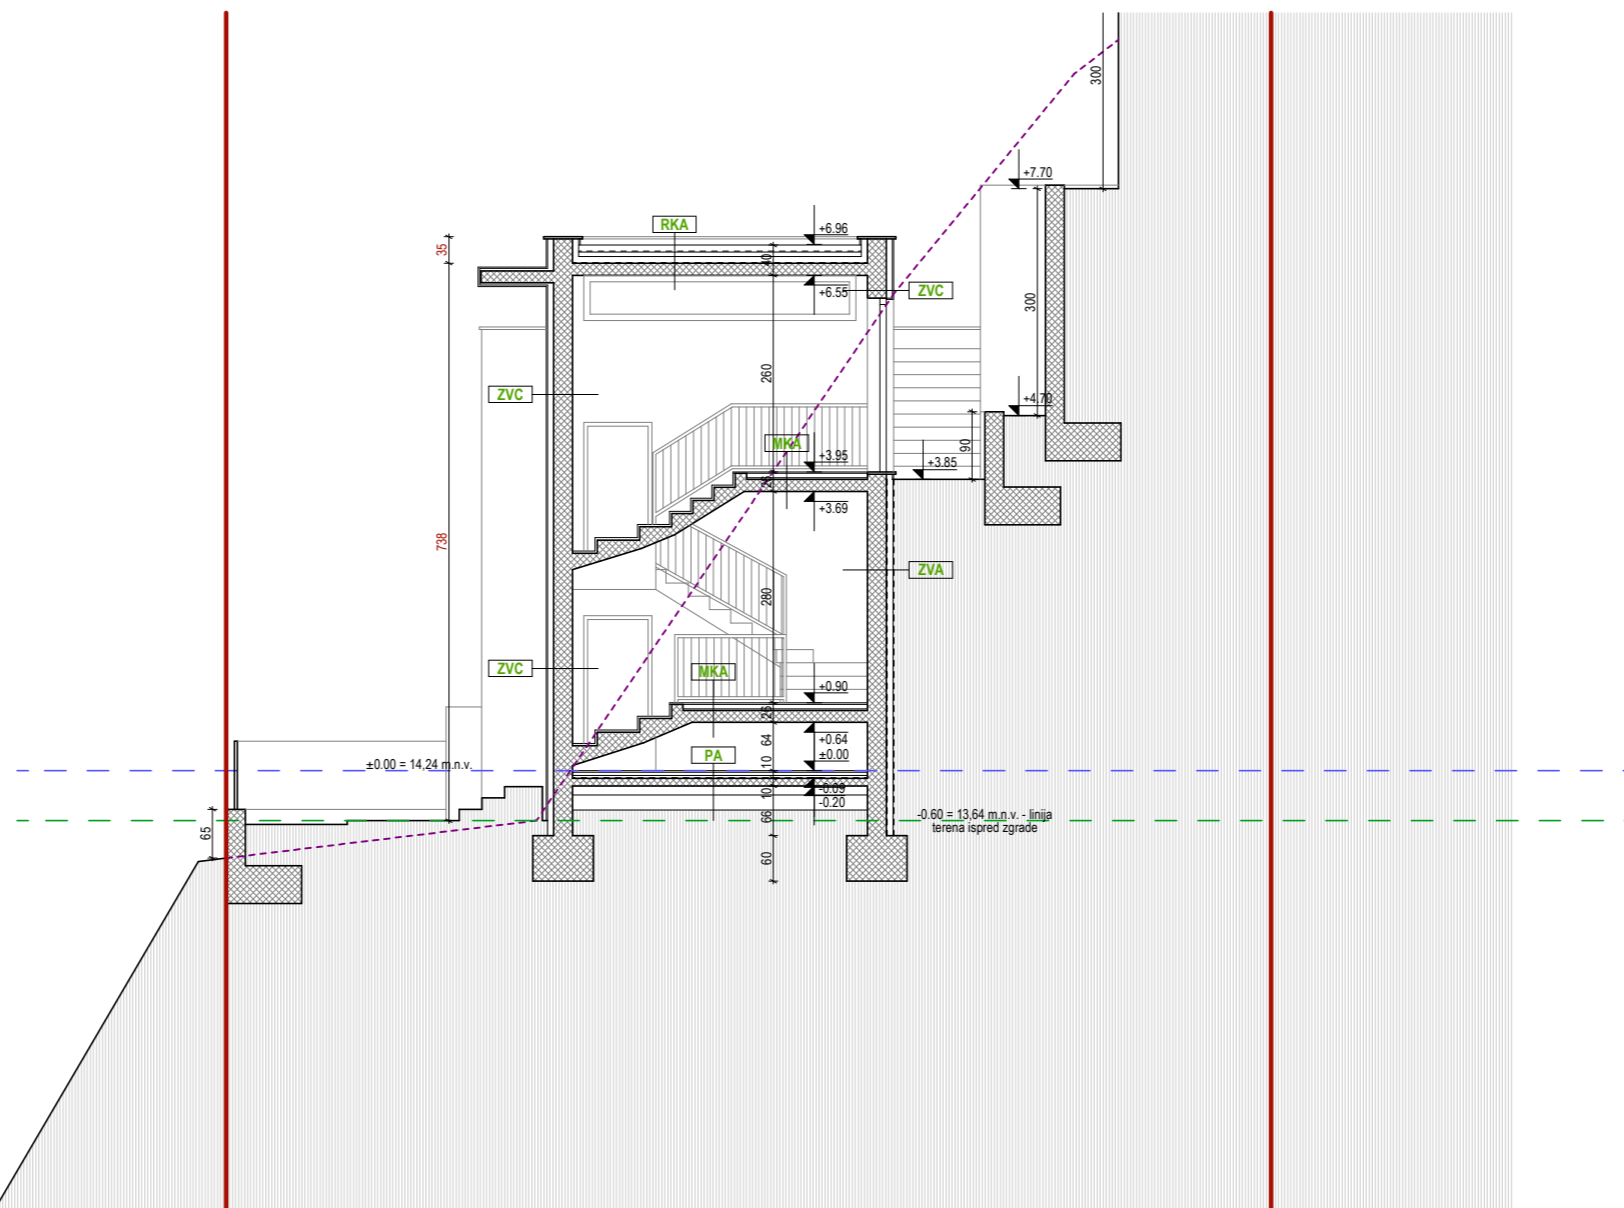 300
+7.70
RKA
+6.96
35
40
+6.55
ZVC
300
260
ZVC
+4.70
MKA
90
+3.95
+3.85
26
+3.69
738
ZVA
280
ZVC
MKA
+0.90
26
+0.64
64
PA
±0.00
±0.00 = 14,24 m.n.v.
10
-0.09
10
-0.20
66
-0.60 = 13,64 m.n.v. - linija
terena ispred zgrade
65
60